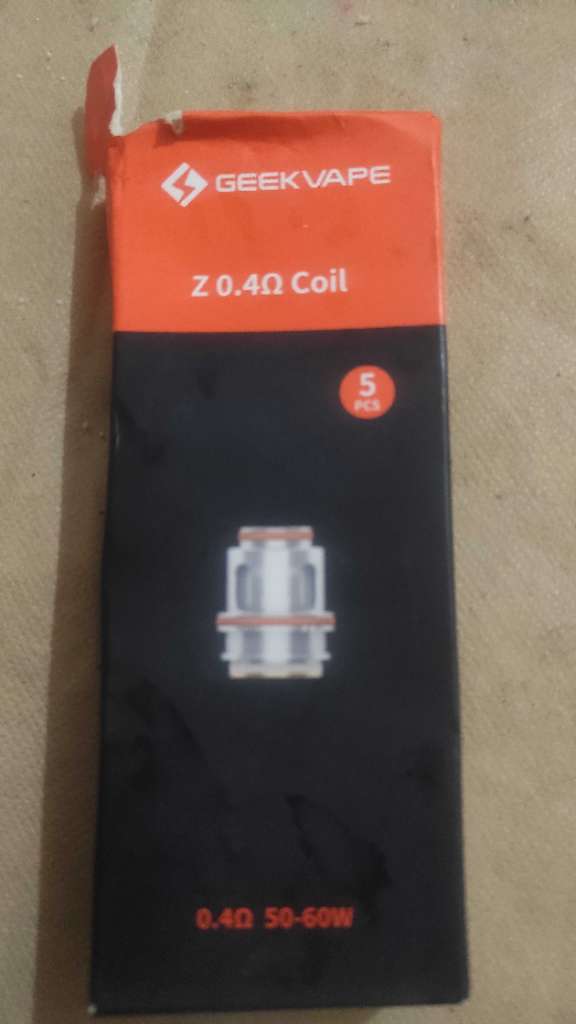 GEEKVAPE
Z 0.4Ω Coil
5
PCS
0.4Ω 50-60W